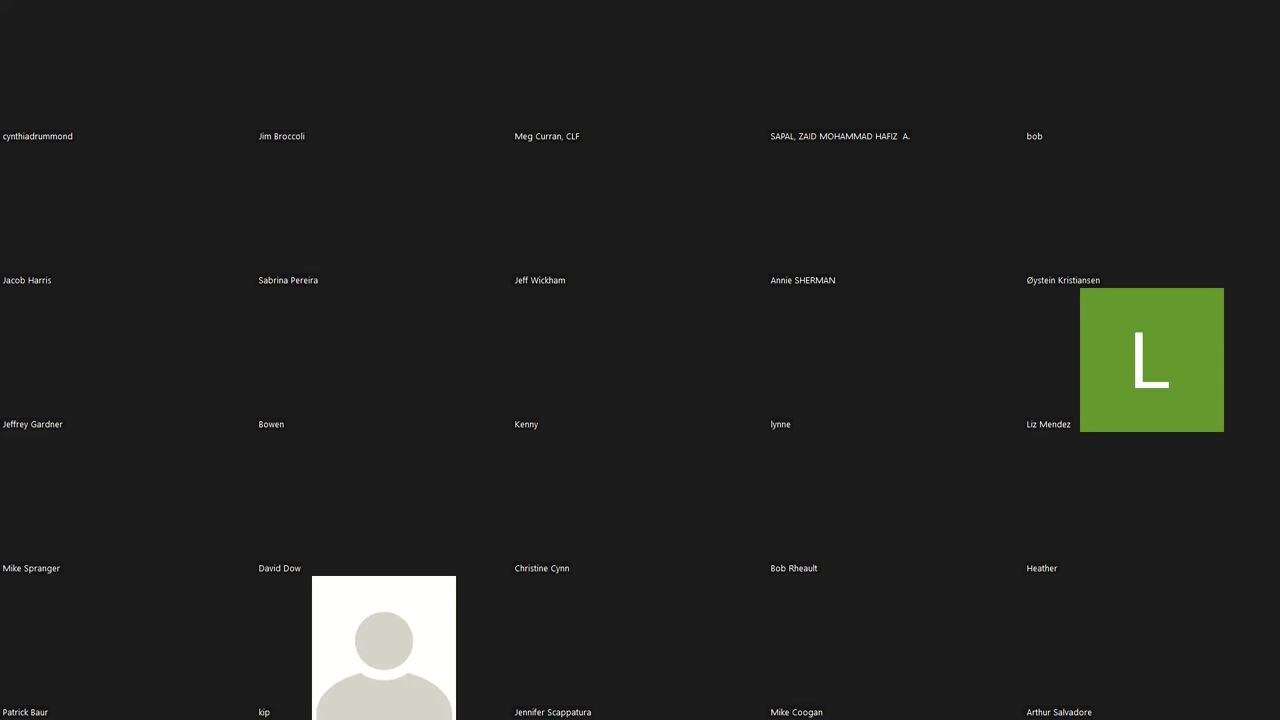 cynthiadrummond
Jim Broccoli
Meg Curran, CLF
SAPAL, ZAID MOHAMMAD HAFIZ A.
bob
Jacob Harris
Sabrina Pereira
Jeff Wickham
Annie SHERMAN
Øystein Kristiansen
L
Jeffrey Gardner
Bowen
Kenny
lynne
Liz Mendez
Mike Spranger
David Dow
Christine Cynn
Bob Rheault
Heather
Patrick Baur
kip
Jennifer Scappatura
Mike Coogan
Arthur Salvadore